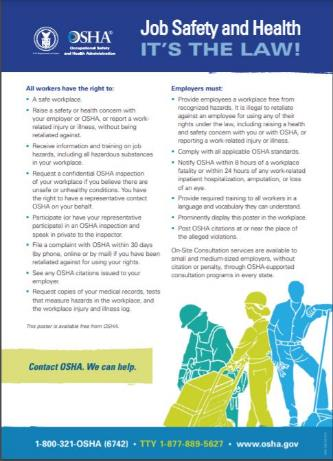 OSHA®
Occupational Safety
and Health Administration
Job Safety and Health
IT'S THE LAW!
All workers have the right to:
• A safe workplace.
• Raise a safety or health concern with
your employer or OSHA, or report a work-
related injury or illness, without being
retaliated against.
• Receive information and training on job
hazards, including all hazardous substances
in your workplace.
• Request a confidential OSHA inspection
of your workplace if you believe there are
unsafe or unhealthy conditions. You have
the right to have a representative contact
OSHA on your behalf.
• Participate (or have your representative
participate) in an OSHA inspection and
speak in private to the inspector.
• File a complaint with OSHA within 30 days
(by phone, online or by mail) if you have been
retaliated against for using your rights.
• See any OSHA citations issued to your
employer.
• Request copies of your medical records, tests
that measure hazards in the workplace, and
the workplace injury and illness log.
This poster is available free from OSHA.
Contact OSHA. We can help.
Employers must:
• Provide employees a workplace free from
recognized hazards. It is illegal to retaliate
against an employee for using any of their
rights under the law, including raising a health
and safety concern with you or with OSHA, or
reporting a work-related injury or illness.
• Comply with all applicable OSHA standards.
• Notify OSHA within 8 hours of a workplace
fatality or within 24 hours of any work-related
inpatient hospitalization, amputation, or loss
of an eye.
• Provide required training to all workers in a
language and vocabulary they can understand.
• Prominently display this poster in the workplace.
• Post OSHA citations at or near the place of
the alleged violations.
On-Site Consultation services are available to
small and medium-sized employers, without
citation or penalty, through OSHA-supported
consultation programs in every state.
1-800-321-OSHA (6742) • TTY 1-877-889-5627 • www.osha.gov